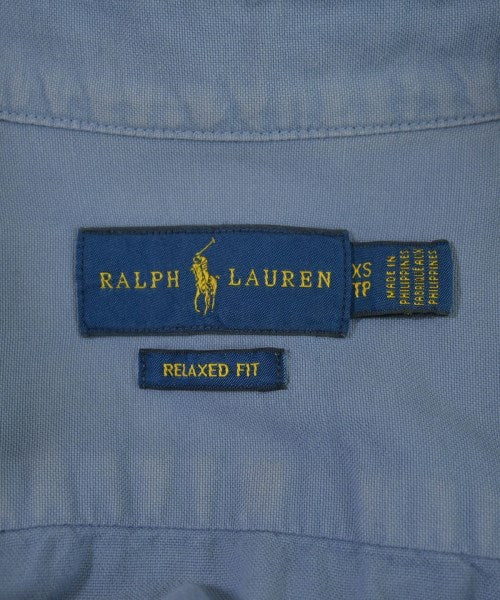 RALPH LAUREN
XS
TP
MADE IN
PHILIPPINES
FABRIQUÉ AUX
PHILIPPINES
RELAXED FIT